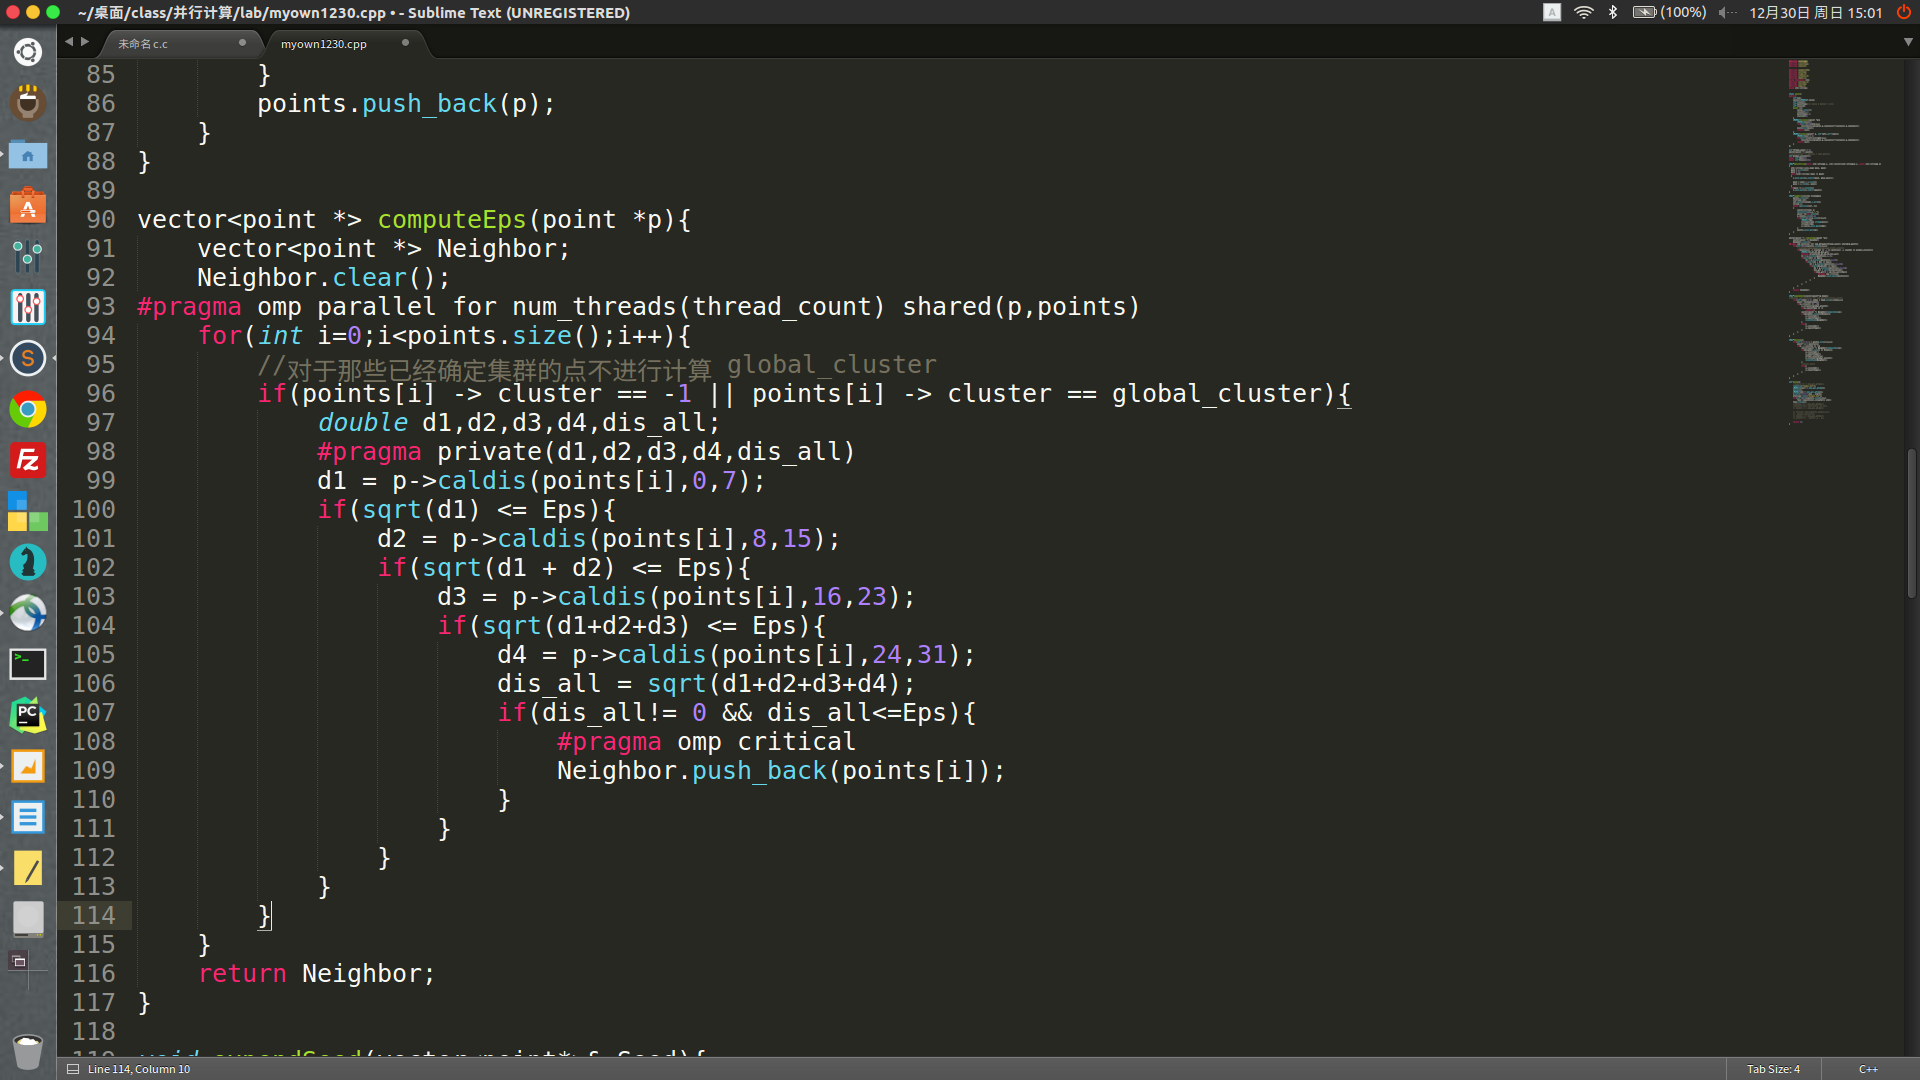 ~/桌面/class/并行计算/lab/myown1230.cpp • - Sublime Text (UNREGISTERED)
(100%) 12月30日 周日 15:01
未命名 c.c
myown1230.cpp
85 }
86 points.push_back(p);
87 }
88 }
89
90 vector<point *> computeEps(point *p){
91 vector<point *> Neighbor;
92 Neighbor.clear();
93 #pragma omp parallel for num_threads(thread_count) shared(p,points)
94 for(int i=0;i<points.size();i++){
95 //对于那些已经确定集群的点不进行计算 global_cluster
96 if(points[i] -> cluster == -1 || points[i] -> cluster == global_cluster){
97 double d1,d2,d3,d4,dis_all;
98 #pragma private(d1,d2,d3,d4,dis_all)
99 d1 = p->caldis(points[i],0,7);
100 if(sqrt(d1) <= Eps){
101 d2 = p->caldis(points[i],8,15);
102 if(sqrt(d1 + d2) <= Eps){
103 d3 = p->caldis(points[i],16,23);
104 if(sqrt(d1+d2+d3) <= Eps){
105 d4 = p->caldis(points[i],24,31);
106 dis_all = sqrt(d1+d2+d3+d4);
107 if(dis_all!= 0 && dis_all<=Eps){
108 #pragma omp critical
109 Neighbor.push_back(points[i]);
110 }
111 }
112 }
113 }
114 }
115 }
116 return Neighbor;
117 }
118
119 void expandSeed(vector<point*>& Seed){
Line 114, Column 10
Tab Size: 4
C++